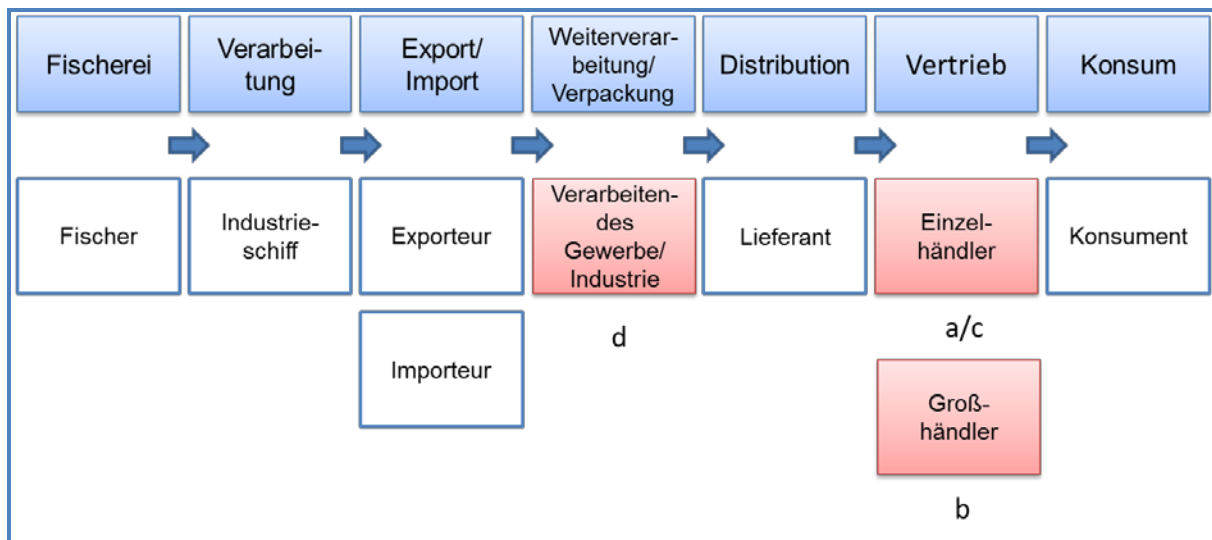 Fischerei
Verarbei-
tung
Export/
Import
Weiterverar-
beitung/
Verpackung
Distribution
Vertrieb
Konsum
Fischer
Industrie-
schiff
Exporteur
Verarbeiten-
des
Gewerbe/
Industrie
Lieferant
Einzel-
händler
Konsument
d
a/c
Importeur
Groß-
händler
b